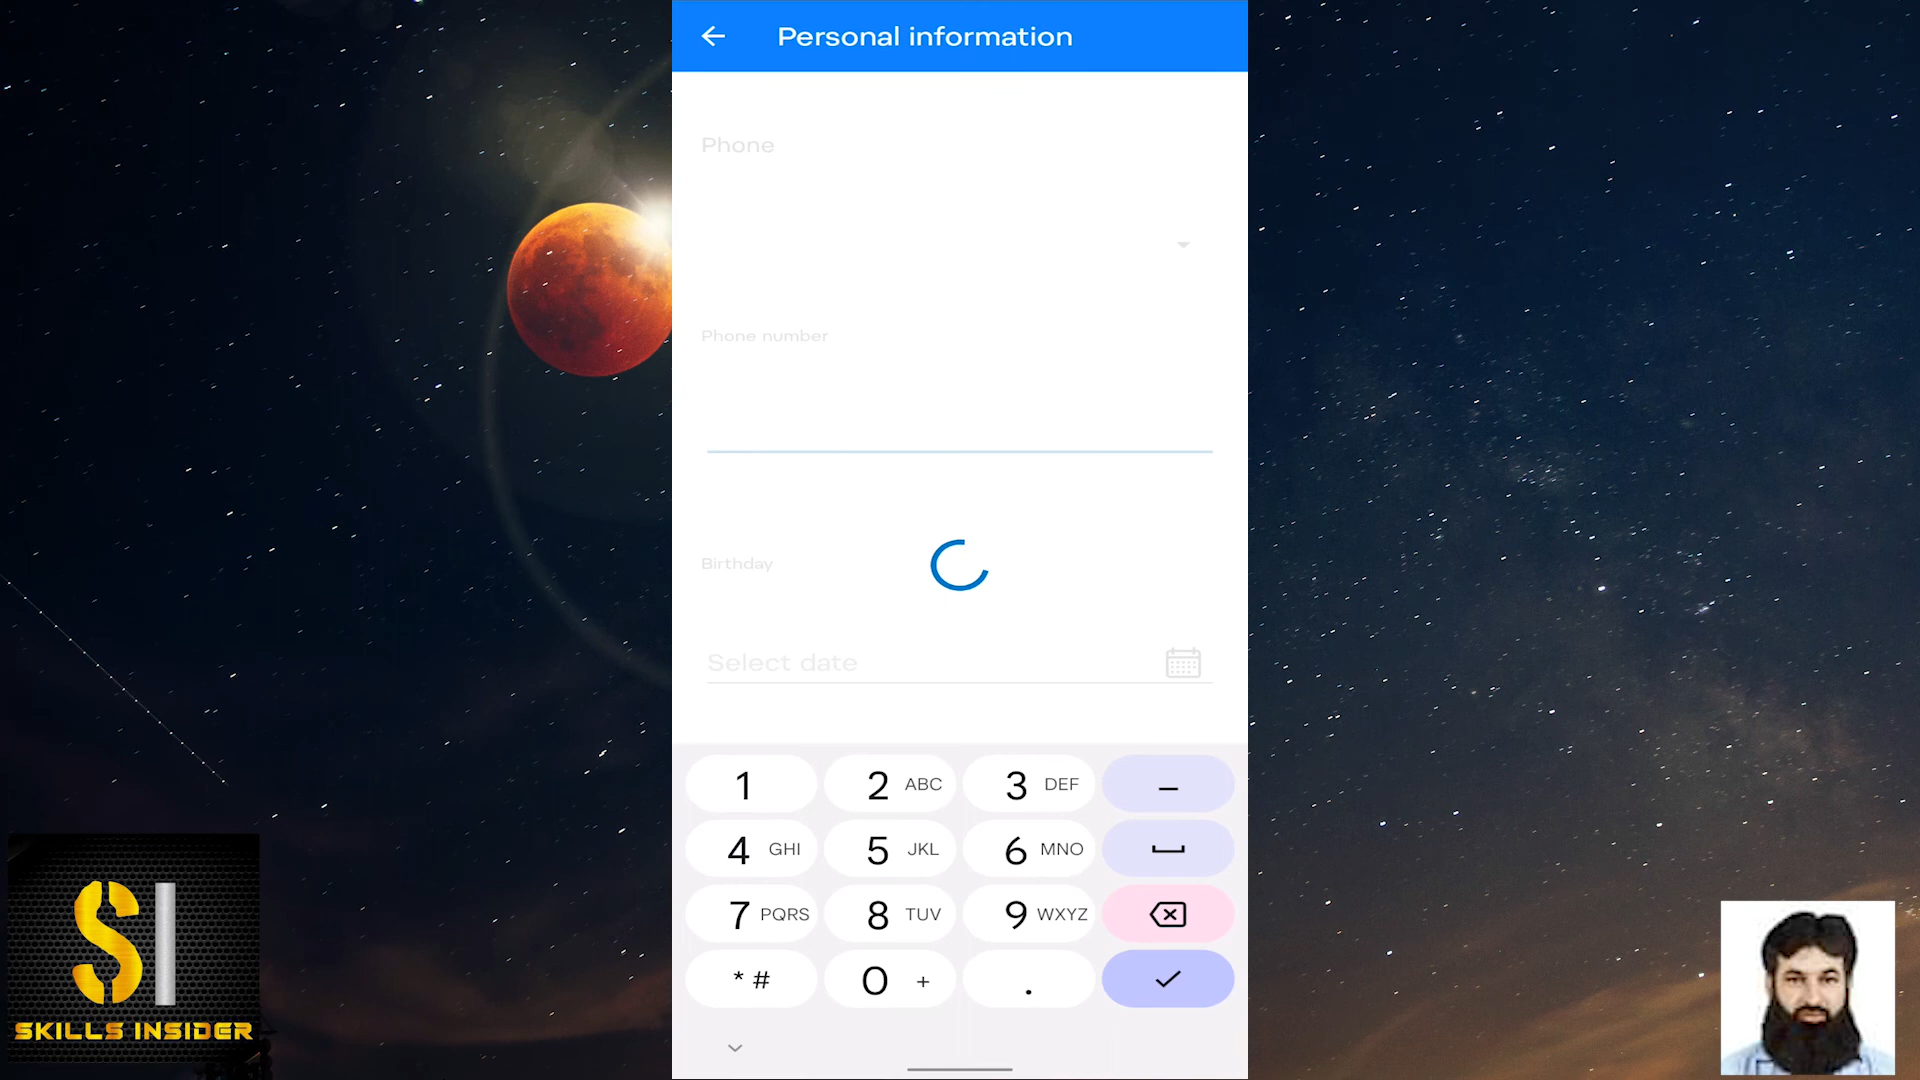 Personal information
Phone
Phone number
Birthday
Select date
1
2 ABC
3 DEF
–
4 GHI
5 JKL
6 MNO
7 PQRS
8 TUV
9 WXYZ
* #
0 +
.
SI
SKILLS INSIDER